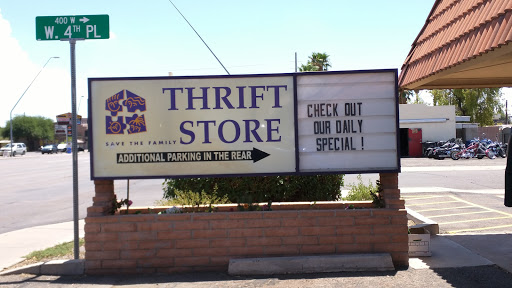 400 W →
W. 4TH PL
THRIFT
STORE
SAVE THE FAMILY
ADDITIONAL PARKING IN THE REAR
CHECK OUT
OUR DAILY
SPECIAL !